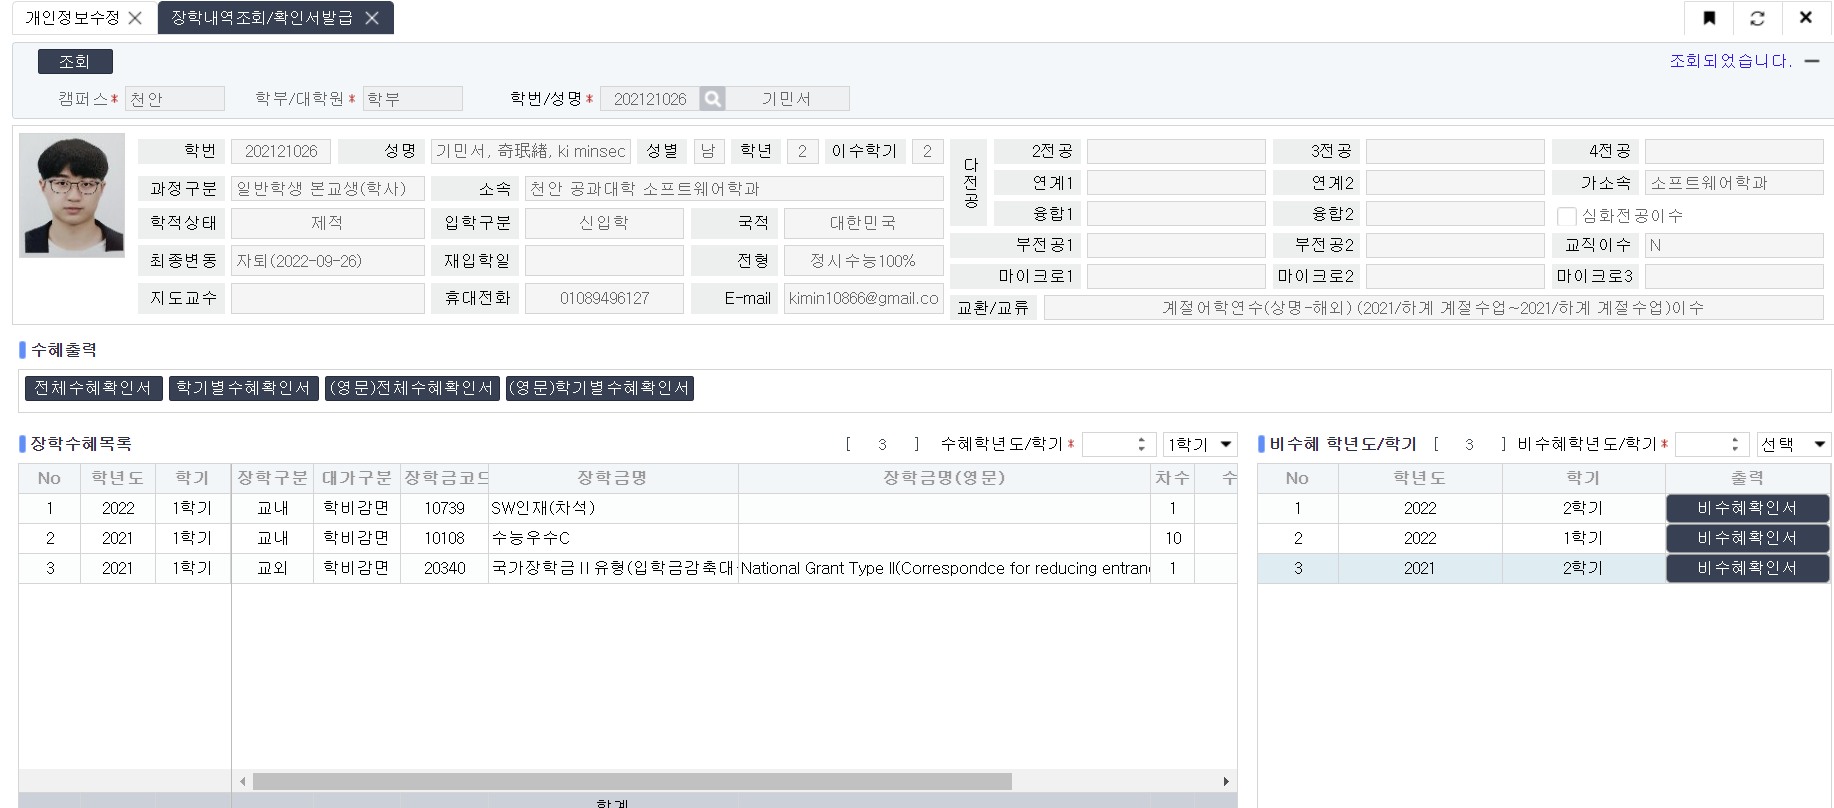 개인정보수정 장학내역조회/확인서발급
조회 조회되었습니다.
캠퍼스* 천안 학부/대학원* 학부 학번/성명* 202121026 기민서
학번 202121026 성명 기민서, 奇珉緖, ki minsec 성별 남 학년 2 이수학기 2
과정구분 일반학생 본교생(학사) 소속 천안 공과대학 소프트웨어학과
학적상태 제적 입학구분 신입학 국적 대한민국
최종변동 자퇴(2022-09-26) 재입학일 전형 정시수능100%
지도교수 휴대전화 01089496127 E-mail kimin10866@gmail.co
다전공 2전공 3전공 4전공
연계1 연계2 가소속 소프트웨어학과
융합1 융합2 심화전공이수
부전공1 부전공2 교직이수 N
마이크로1 마이크로2 마이크로3
교환/교류 계절어학연수(상명-해외) (2021/하계 계절수업~2021/하계 계절수업)이수
수혜출력
전체수혜확인서 학기별수혜확인서 (영문)전체수혜확인서 (영문)학기별수혜확인서
장학수혜목록 [ 3 ] 수혜학년도/학기* 1학기
No 학년도 학기 장학구분 대가구분 장학금코드 장학금명 장학금명(영문) 차수 수
1 2022 1학기 교내 학비감면 10739 SW인재(차석) 1
2 2021 1학기 교내 학비감면 10108 수능우수C 10
3 2021 1학기 교외 학비감면 20340 국가장학금Ⅱ유형(입학금감축대 National Grant Type II(Correspondce for reducing entranc 1
합계
비수혜 학년도/학기 [ 3 ] 비수혜학년도/학기* 선택
No 학년도 학기 출력
1 2022 2학기 비수혜확인서
2 2022 1학기 비수혜확인서
3 2021 2학기 비수혜확인서